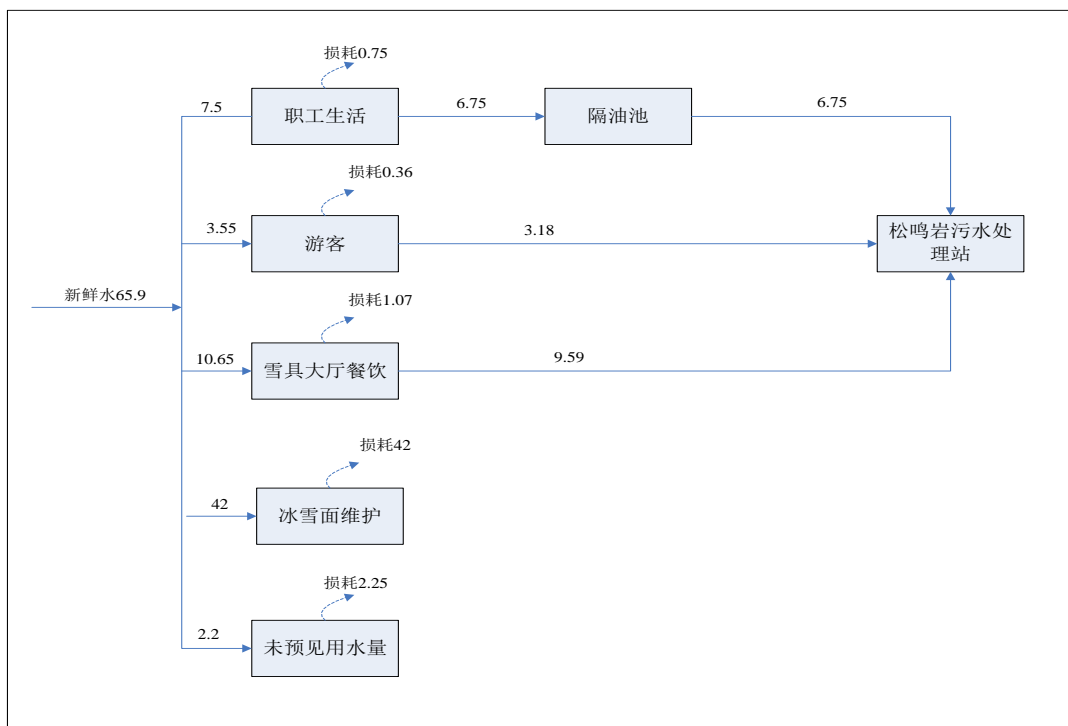 损耗0.75
7.5
职工生活
6.75
隔油池
6.75
损耗0.36
3.55
游客
3.18
松鸣岩污水处
理站
新鲜水65.9
损耗1.07
10.65
雪具大厅餐饮
9.59
损耗42
42
冰雪面维护
损耗2.25
2.2
未预见用水量